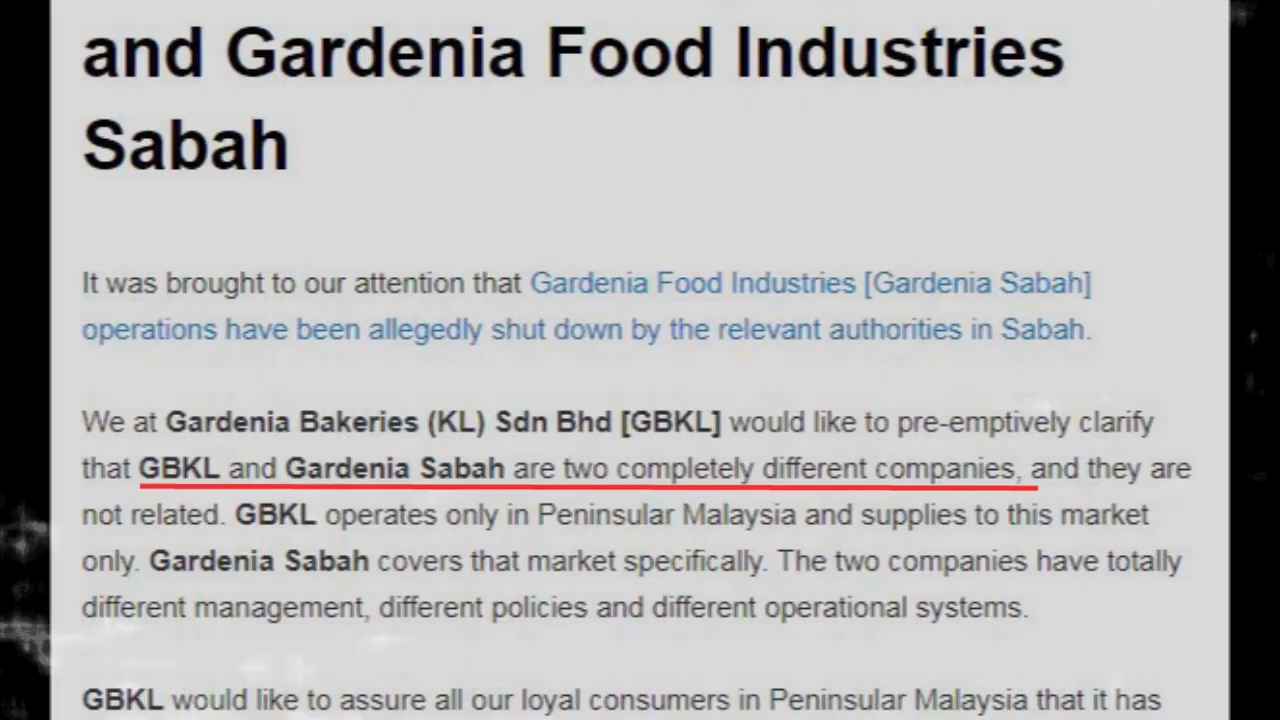 and Gardenia Food Industries
Sabah
It was brought to our attention that Gardenia Food Industries [Gardenia Sabah]
operations have been allegedly shut down by the relevant authorities in Sabah.
We at Gardenia Bakeries (KL) Sdn Bhd [GBKL] would like to pre-emptively clarify
that GBKL and Gardenia Sabah are two completely different companies, and they are
not related. GBKL operates only in Peninsular Malaysia and supplies to this market
only. Gardenia Sabah covers that market specifically. The two companies have totally
different management, different policies and different operational systems.
GBKL would like to assure all our loyal consumers in Peninsular Malaysia that it has